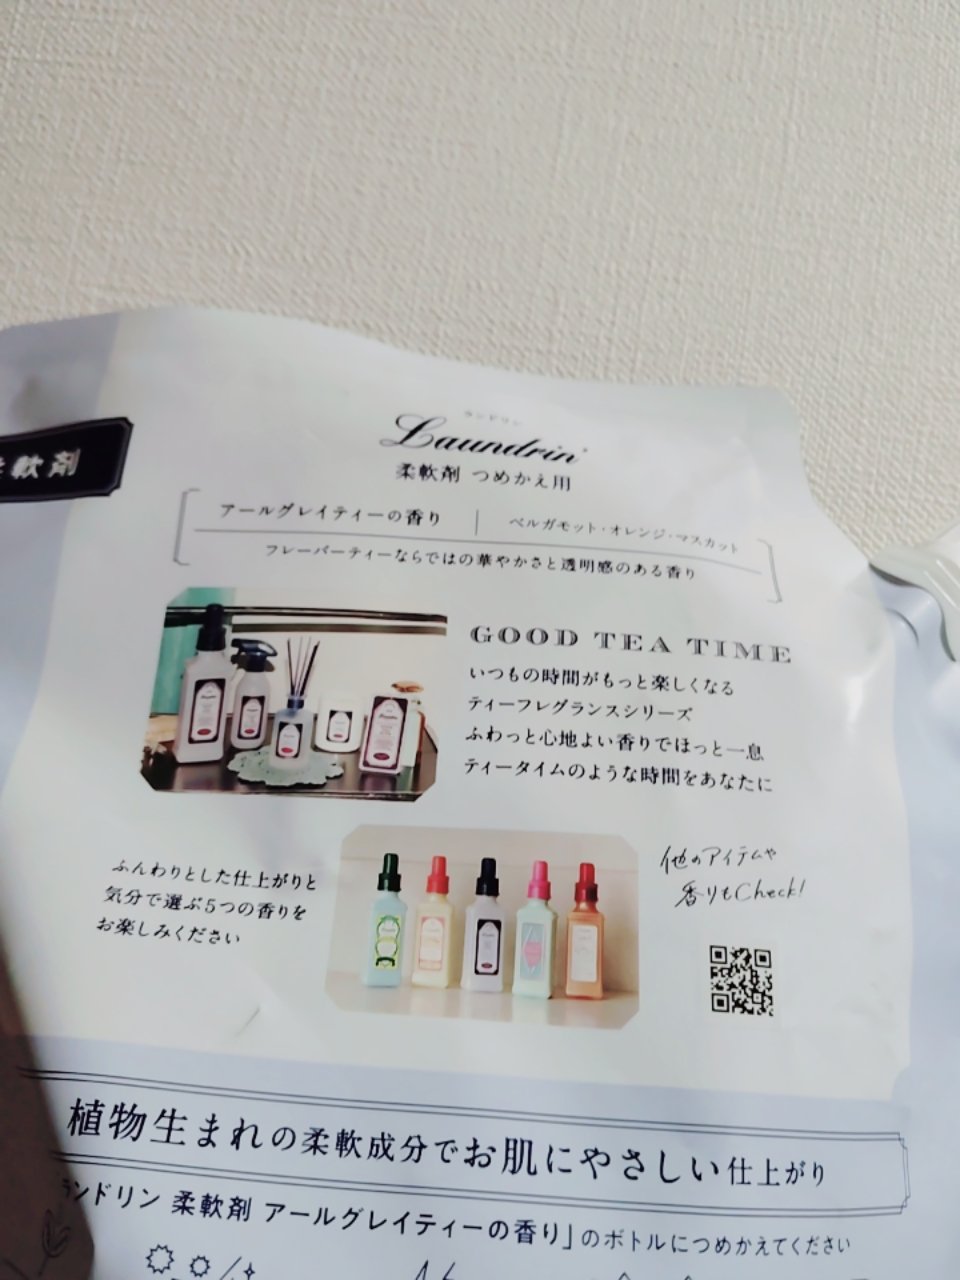 ランドリン
Laundrin'
柔軟剤 つめかえ用
軟剤
アールグレイティーの香り | ベルガモット・オレンジ・マスカット
フレーバーティーならではの華やかさと透明感のある香り
GOOD TEA TIME
いつもの時間がもっと楽しくなる
ティーフレグランスシリーズ
ふわっと心地よい香りでほっと一息
ティータイムのような時間をあなたに
ふんわりとした仕上がりと
気分で選ぶ5つの香りを
お楽しみください
他のアイテムや
香りもCheck!
植物生まれの柔軟成分でお肌にやさしい仕上がり
ランドリン 柔軟剤 アールグレイティーの香り」のボトルにつめかえてください